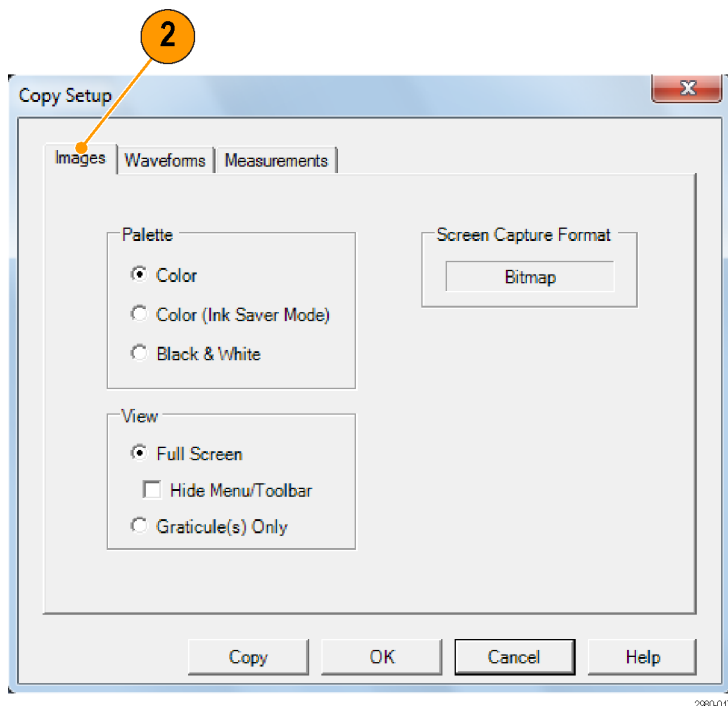 2
Copy Setup
Images Waveforms Measurements
Palette
Color
Color (Ink Saver Mode)
Black & White
Screen Capture Format
Bitmap
View
Full Screen
Hide Menu/Toolbar
Graticule(s) Only
Copy OK Cancel Help